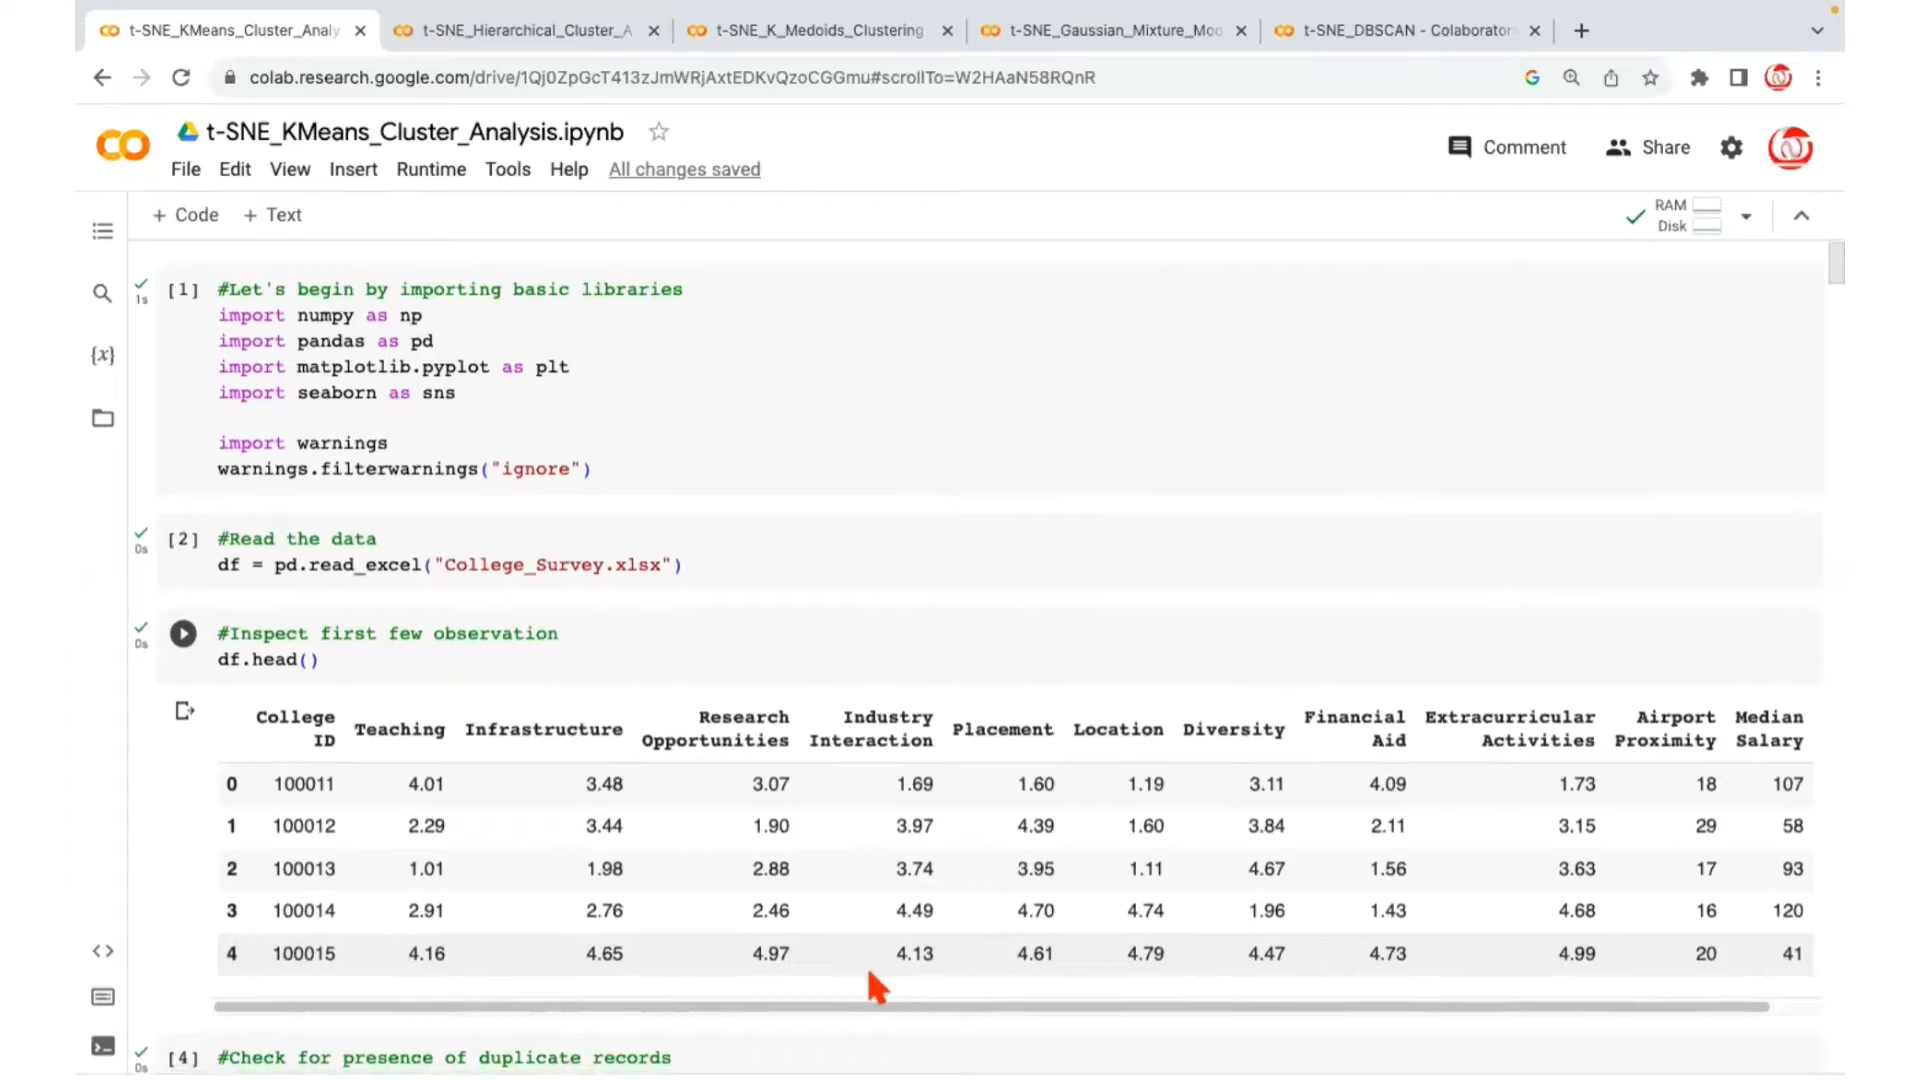 t-SNE_KMeans_Cluster_Analy
t-SNE_Hierarchical_Cluster_A
t-SNE_K_Medoids_Clustering
t-SNE_Gaussian_Mixture_Moc
t-SNE_DBSCAN - Colaborator
colab.research.google.com/drive/1Qj0ZpGcT413zJmWRjAxtEDKvQzoCGGmu#scrollTo=W2HAaN58RQnR
t-SNE_KMeans_Cluster_Analysis.ipynb
Comment
Share
File Edit View Insert Runtime Tools Help All changes saved
+ Code + Text
RAM
Disk
1s [1] #Let's begin by importing basic libraries
import numpy as np
import pandas as pd
import matplotlib.pyplot as plt
import seaborn as sns
import warnings
warnings.filterwarnings("ignore")
0s [2] #Read the data
df = pd.read_excel("College_Survey.xlsx")
0s #Inspect first few observation
df.head()
College ID Teaching Infrastructure Research Opportunities Industry Interaction Placement Location Diversity Financial Aid Extracurricular Activities Airport Proximity Median Salary
0 100011 4.01 3.48 3.07 1.69 1.60 1.19 3.11 4.09 1.73 18 107
1 100012 2.29 3.44 1.90 3.97 4.39 1.60 3.84 2.11 3.15 29 58
2 100013 1.01 1.98 2.88 3.74 3.95 1.11 4.67 1.56 3.63 17 93
3 100014 2.91 2.76 2.46 4.49 4.70 4.74 1.96 1.43 4.68 16 120
4 100015 4.16 4.65 4.97 4.13 4.61 4.79 4.47 4.73 4.99 20 41
0s [4] #Check for presence of duplicate records